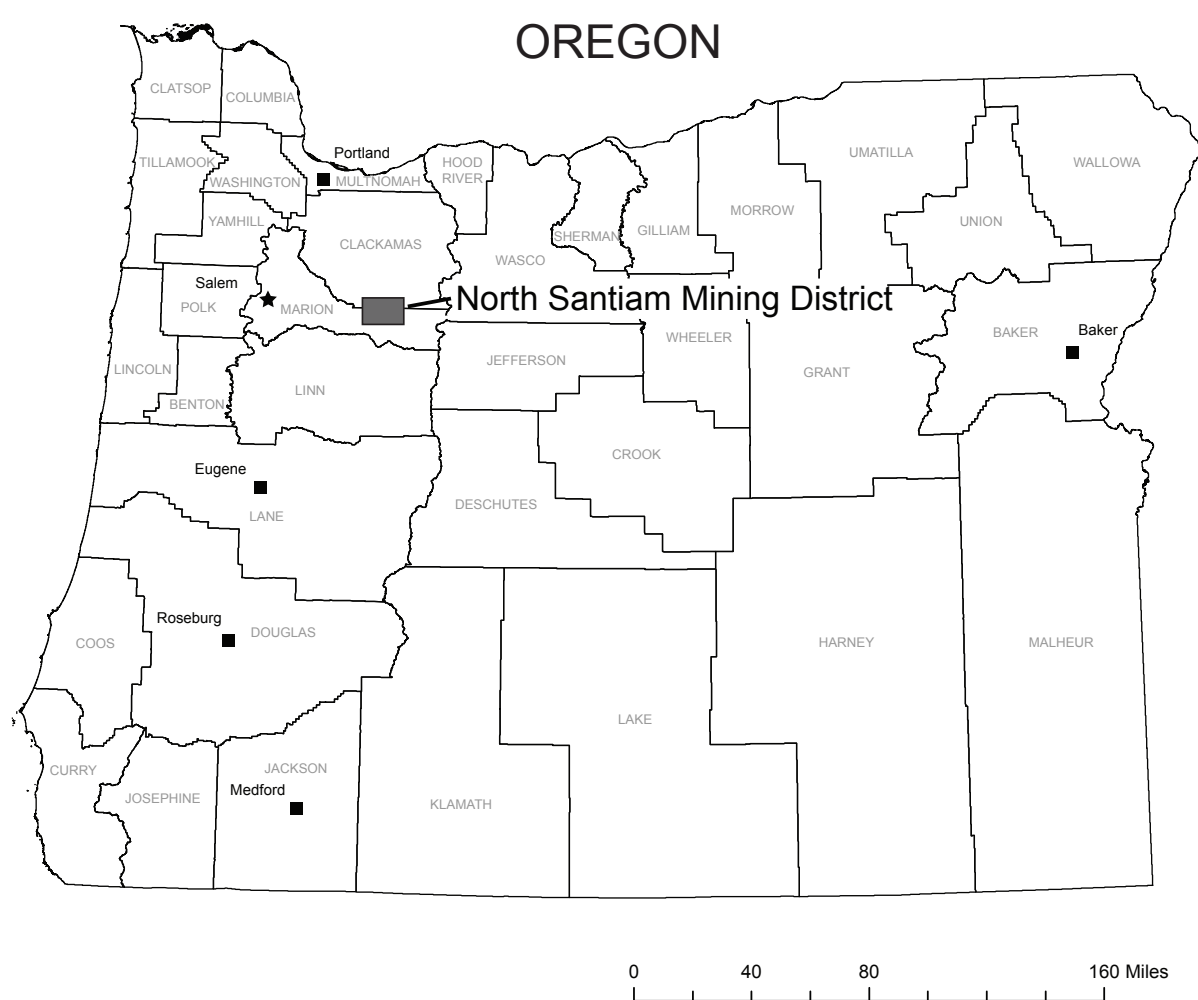 OREGON
CLATSOP
COLUMBIA
Portland
TILLAMOOK
WASHINGTON
MULTNOMAH
HOOD
RIVER
UMATILLA
WALLOWA
YAMHILL
CLACKAMAS
WASCO
SHERMAN
GILLIAM
MORROW
UNION
Salem
POLK
MARION
North Santiam Mining District
LINCOLN
BENTON
LINN
JEFFERSON
WHEELER
GRANT
BAKER
Baker
Eugene
LANE
DESCHUTES
CROOK
Roseburg
DOUGLAS
COOS
HARNEY
MALHEUR
LAKE
CURRY
JOSEPHINE
JACKSON
Medford
KLAMATH
0 40 80 160 Miles